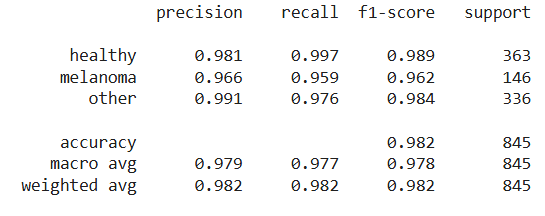 precision recall f1-score support
healthy 0.981 0.997 0.989 363
melanoma 0.966 0.959 0.962 146
other 0.991 0.976 0.984 336
accuracy 0.982 845
macro avg 0.979 0.977 0.978 845
weighted avg 0.982 0.982 0.982 845